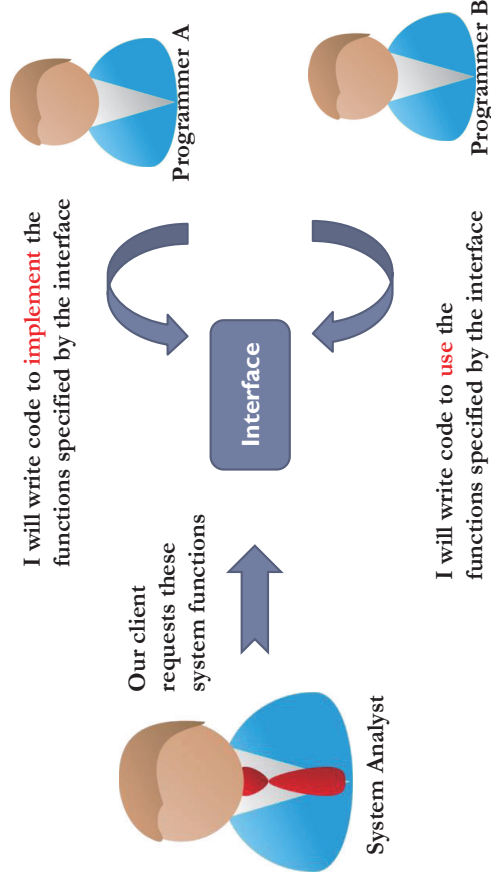 Our client
requests these
system functions
System Analyst
Interface
I will write code to implement the
functions specified by the interface
Programmer A
I will write code to use the
functions specified by the interface
Programmer B